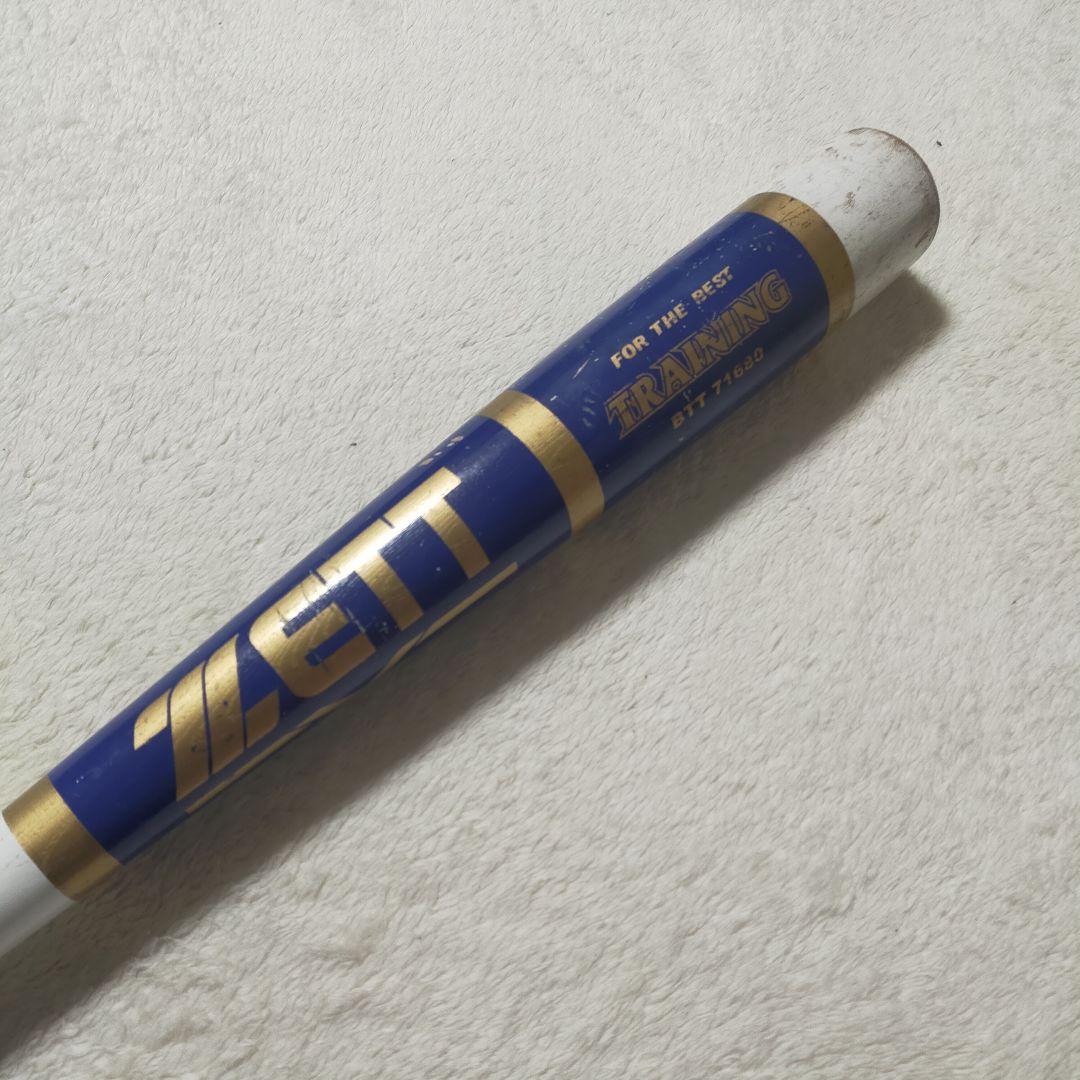 FOR THE BEST
TRAINING
BTT 71680
ZETT